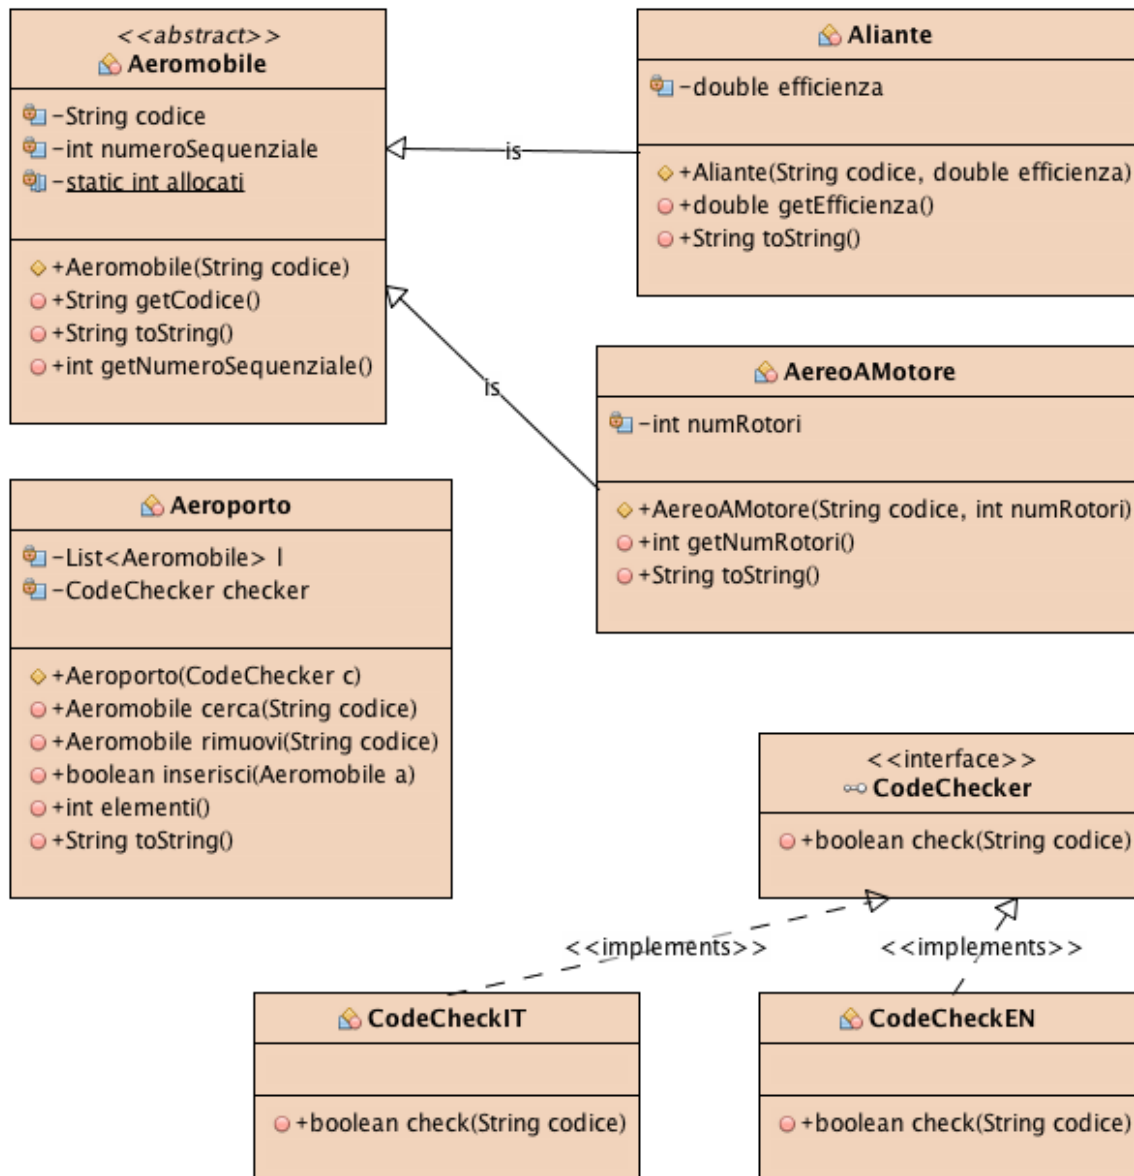 <<abstract>>
Aeromobile
-String codice
-int numeroSequenziale
-static int allocati
+Aeromobile(String codice)
+String getCodice()
+String toString()
+int getNumeroSequenziale()
Aliante
-double efficienza
+Aliante(String codice, double efficienza)
+double getEfficienza()
+String toString()
is
is
AereoAMotore
-int numRotori
+AereoAMotore(String codice, int numRotori)
+int getNumRotori()
+String toString()
Aeroporto
-List<Aeromobile> l
-CodeChecker checker
+Aeroporto(CodeChecker c)
+Aeromobile cerca(String codice)
+Aeromobile rimuovi(String codice)
+boolean inserisci(Aeromobile a)
+int elementi()
+String toString()
<<interface>>
CodeChecker
+boolean check(String codice)
<<implements>>
<<implements>>
CodeCheckIT
+boolean check(String codice)
CodeCheckEN
+boolean check(String codice)